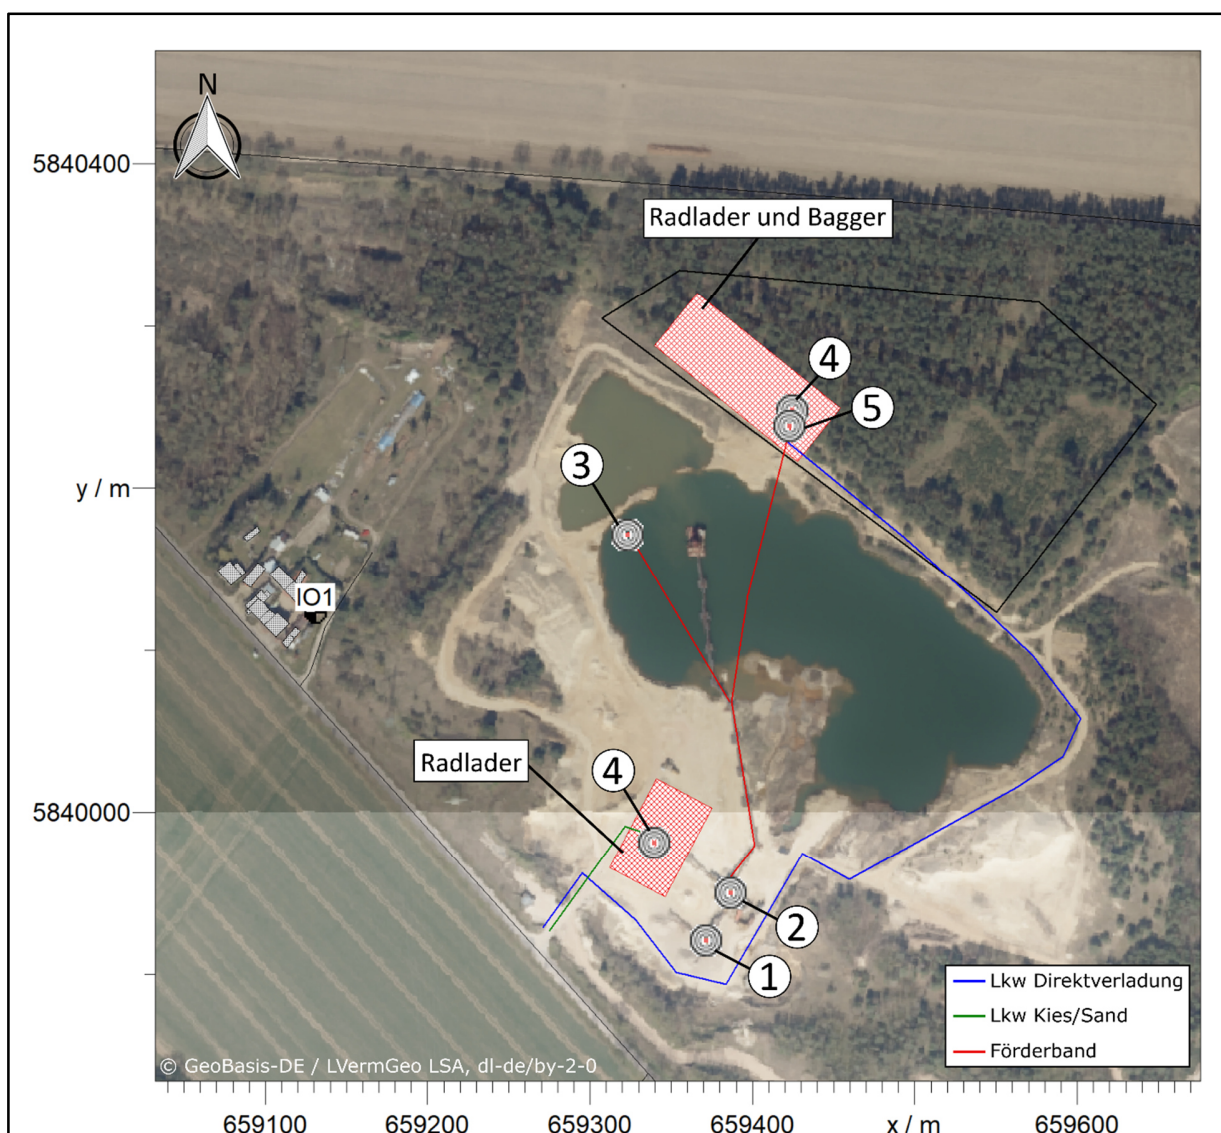 N
5840400
Radlader und Bagger
4
5
3
y / m
IO1
Radlader
4
5840000
2
1
Lkw Direktverladung
Lkw Kies/Sand
Förderband
© GeoBasis-DE / LVermGeo LSA, dl-de/by-2-0
659100 659200 659300 659400 x / m 659600